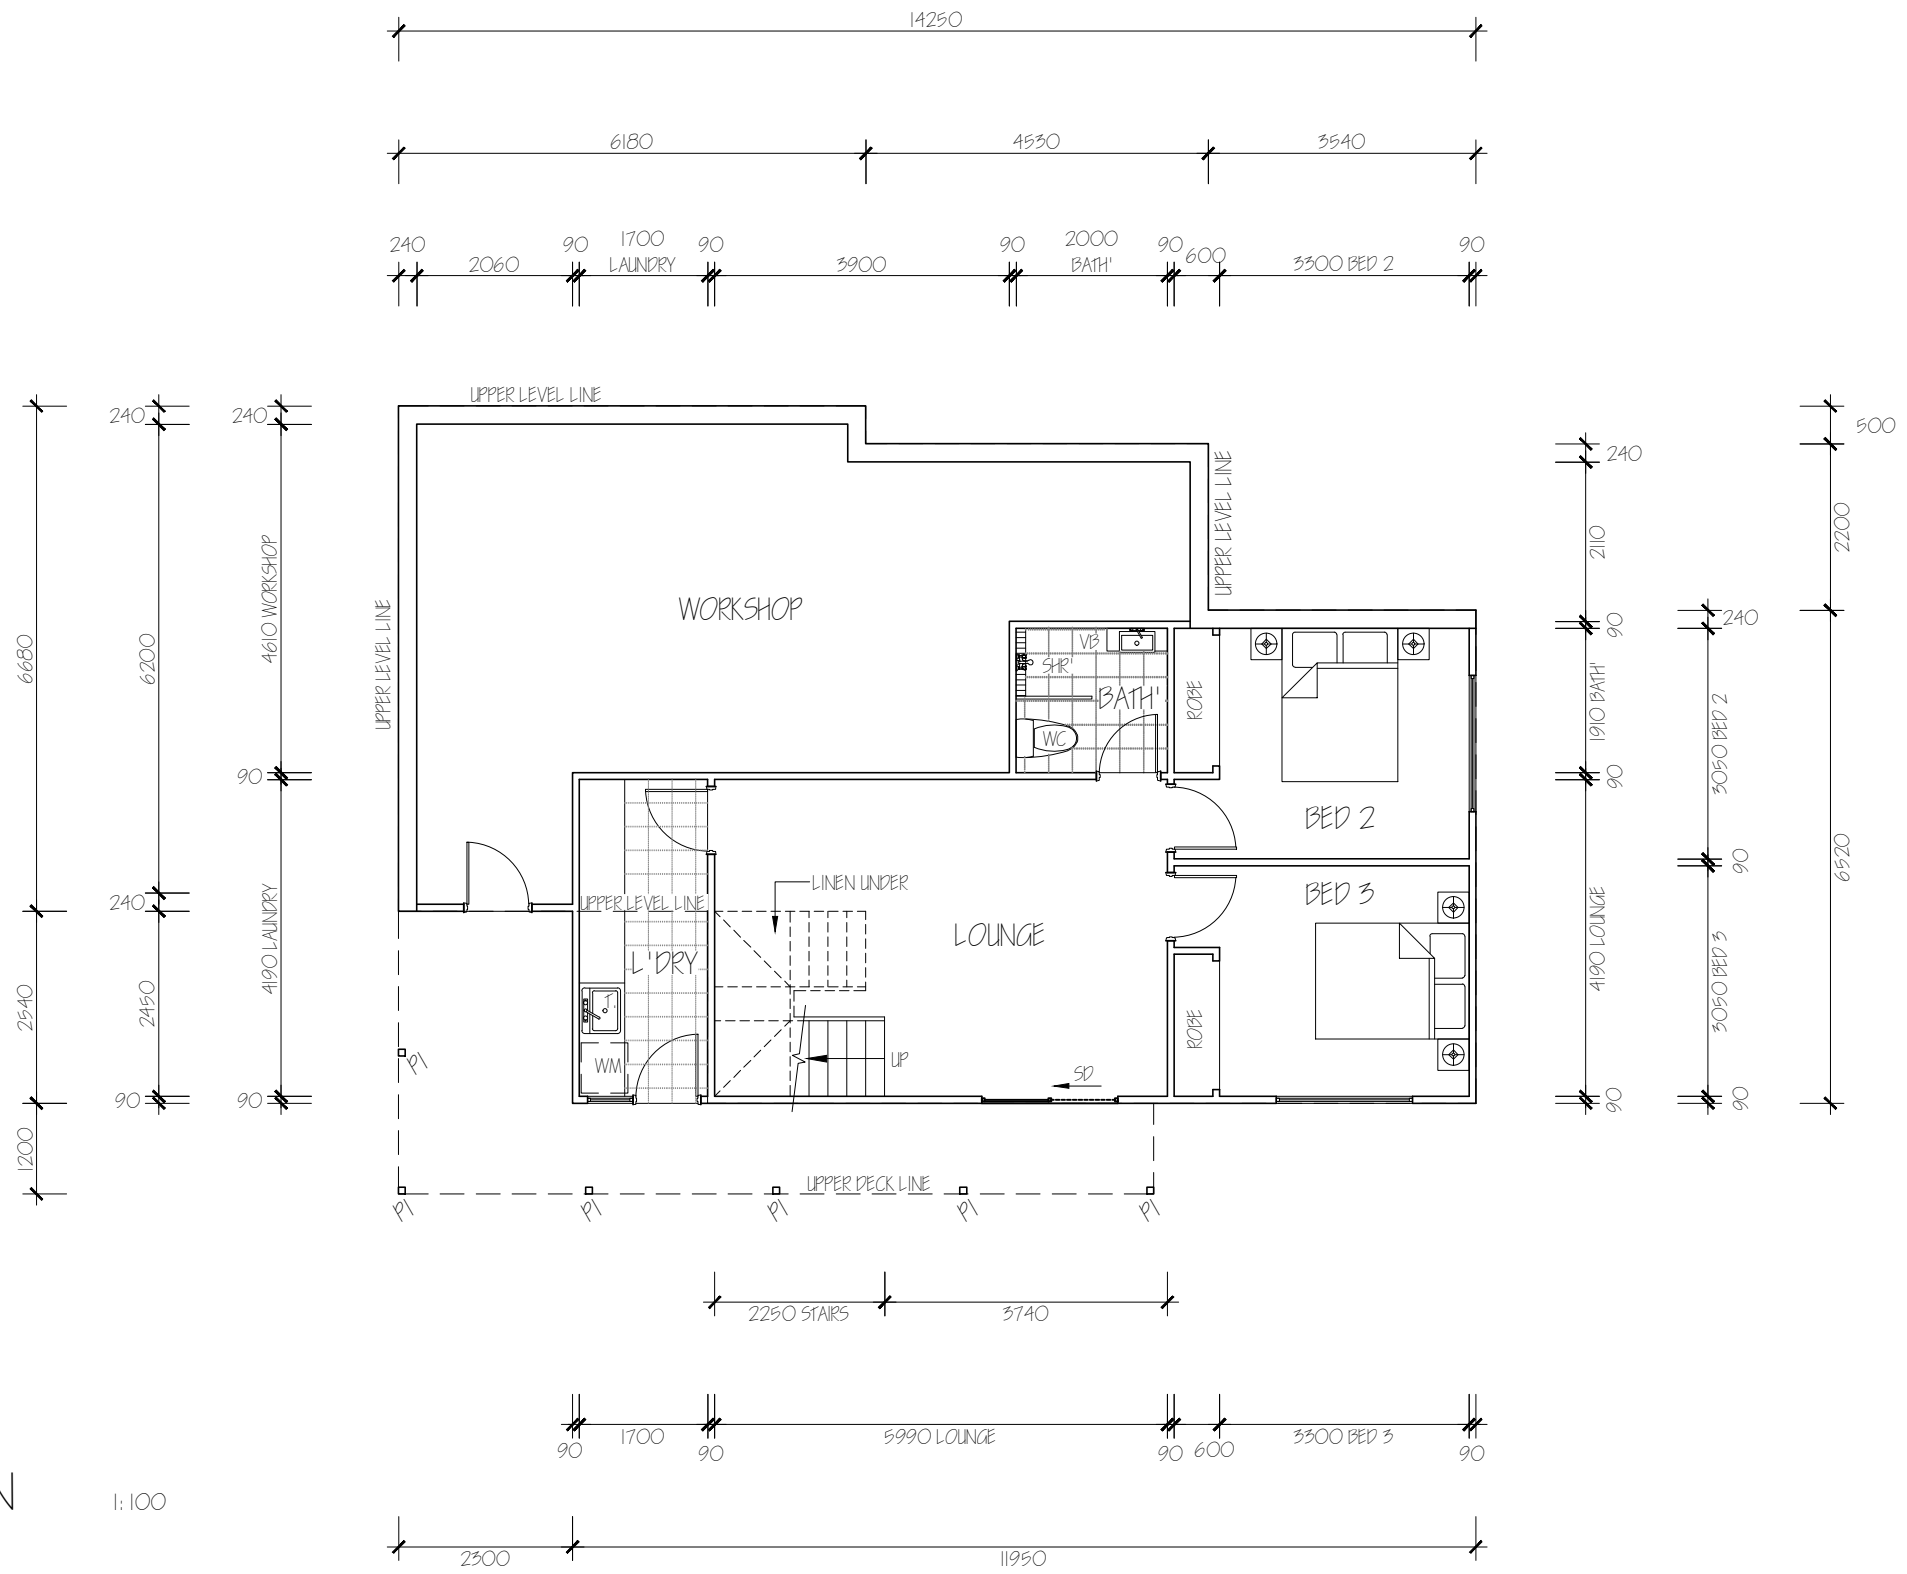 14250
6180 4530 3540
240 2060 90 1700 LAUNDRY 90 3900 90 2000 BATH' 90 600 3300 BED 2 90
UPPER LEVEL LINE
240 240
500
240
UPPER LEVEL LINE
6680
6200
4610 WORKSHOP
UPPER LEVEL LINE
WORKSHOP
2110
2200
240
90
VB
SHR'
BATH'
WC
ROBE
1910 BATH'
3050 BED 2
90 90
BED 2
6520
90
240
UPPER LEVEL LINE
LINEN UNDER
BED 3
LOUNGE
L'DRY
4190 LAUNDRY
2450
2540
4190 LOUNGE
3050 BED 3
T.
ROBE
WM
UP
SD
P1
90 90 90 90
1200
UPPER DECK LINE
P1 P1 P1 P1 P1
2250 STAIRS 3740
90 1700 90 5990 LOUNGE 90 600 3300 BED 3 90
N
1:100
2300 11950